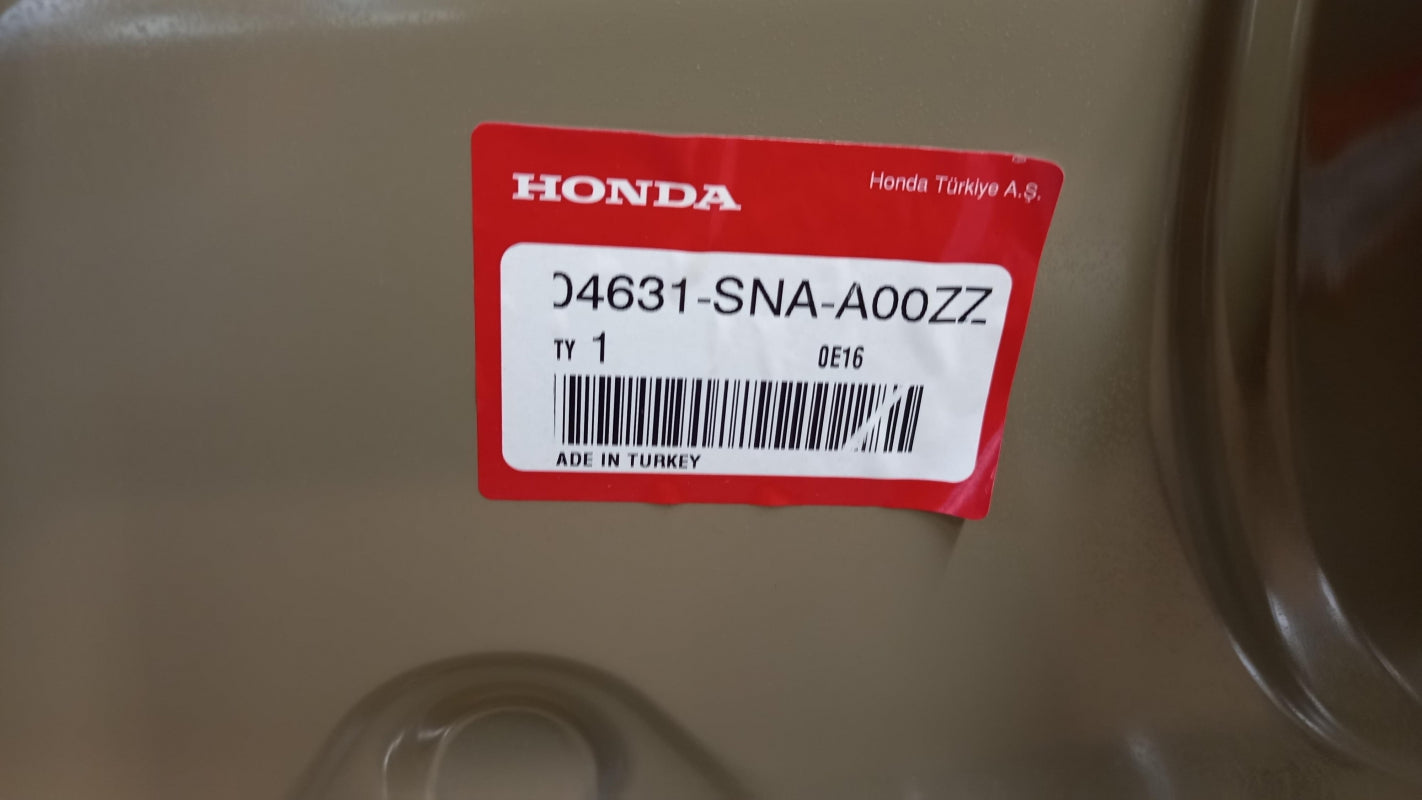 HONDA
Honda Türkiye A.Ş.
04631-SNA-A00ZZ
TY 1
0E16
ADE IN TURKEY